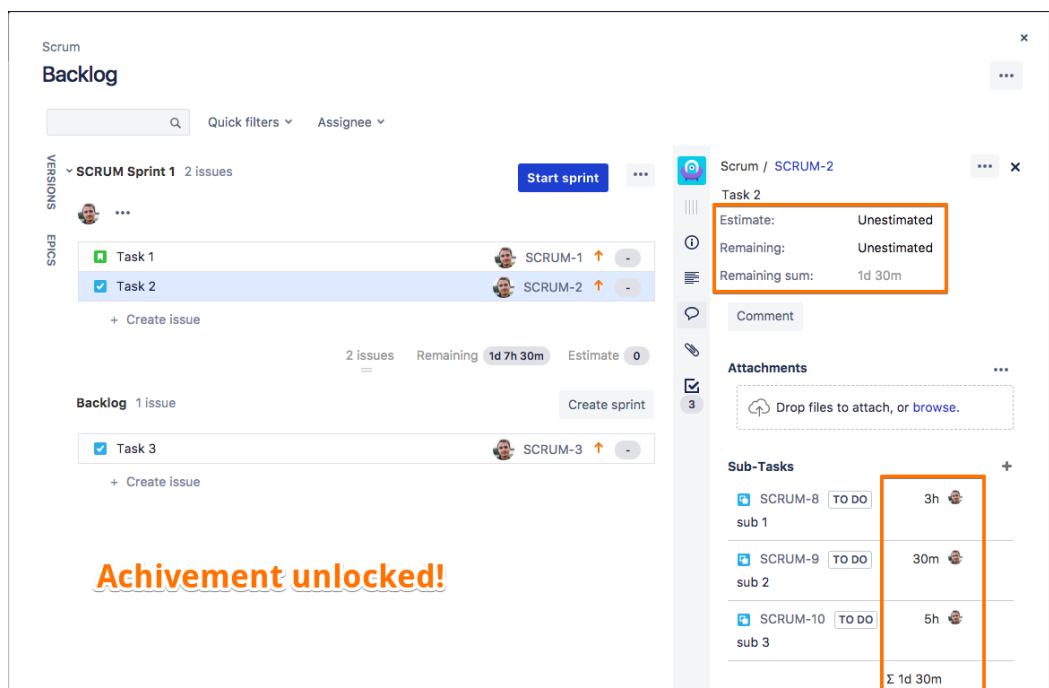 Scrum
Backlog
Quick filters
Assignee
VERSIONS
EPICS
SCRUM Sprint 1 2 issues
Start sprint
Task 1 SCRUM-1 -
Task 2 SCRUM-2 -
+ Create issue
2 issues Remaining 1d 7h 30m Estimate 0
Backlog 1 issue
Create sprint
Task 3 SCRUM-3 -
+ Create issue
Achivement unlocked!
Scrum / SCRUM-2
Task 2
Estimate: Unestimated
Remaining: Unestimated
Remaining sum: 1d 30m
Comment
Attachments
3
Drop files to attach, or browse.
Sub-Tasks
SCRUM-8 TO DO 3h
sub 1
SCRUM-9 TO DO 30m
sub 2
SCRUM-10 TO DO 5h
sub 3
Σ 1d 30m